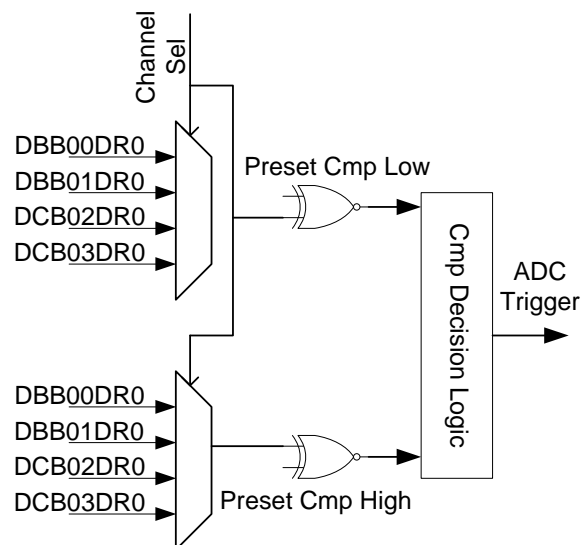 Channel
Sel
DBB00DR0
DBB01DR0
DCB02DR0
DCB03DR0
Preset Cmp Low
Cmp Decision Logic
ADC
Trigger
DBB00DR0
DBB01DR0
DCB02DR0
DCB03DR0
Preset Cmp High